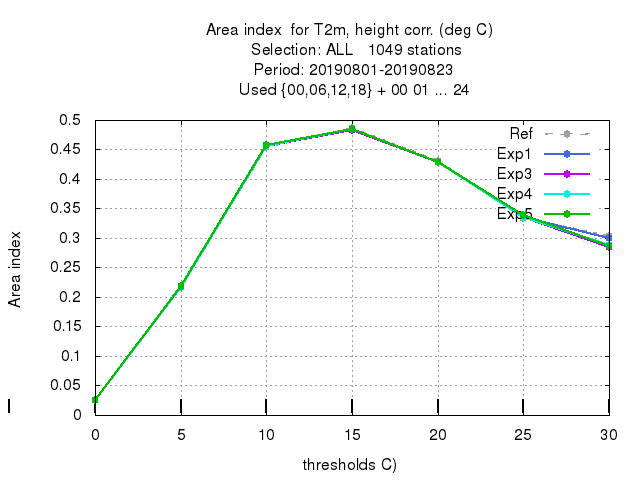 Area index  for T2m, height corr. (deg C)
Selection: ALL   1049 stations
Period: 20190801-20190823
Used {00,06,12,18} + 00 01 ... 24
0.5
0.45
0.4
0.35
0.3
0.25
0.2
0.15
0.1
0.05
0
Area index
Ref
Exp1
Exp3
Exp4
Exp5
0 5 10 15 20 25 30
thresholds C)